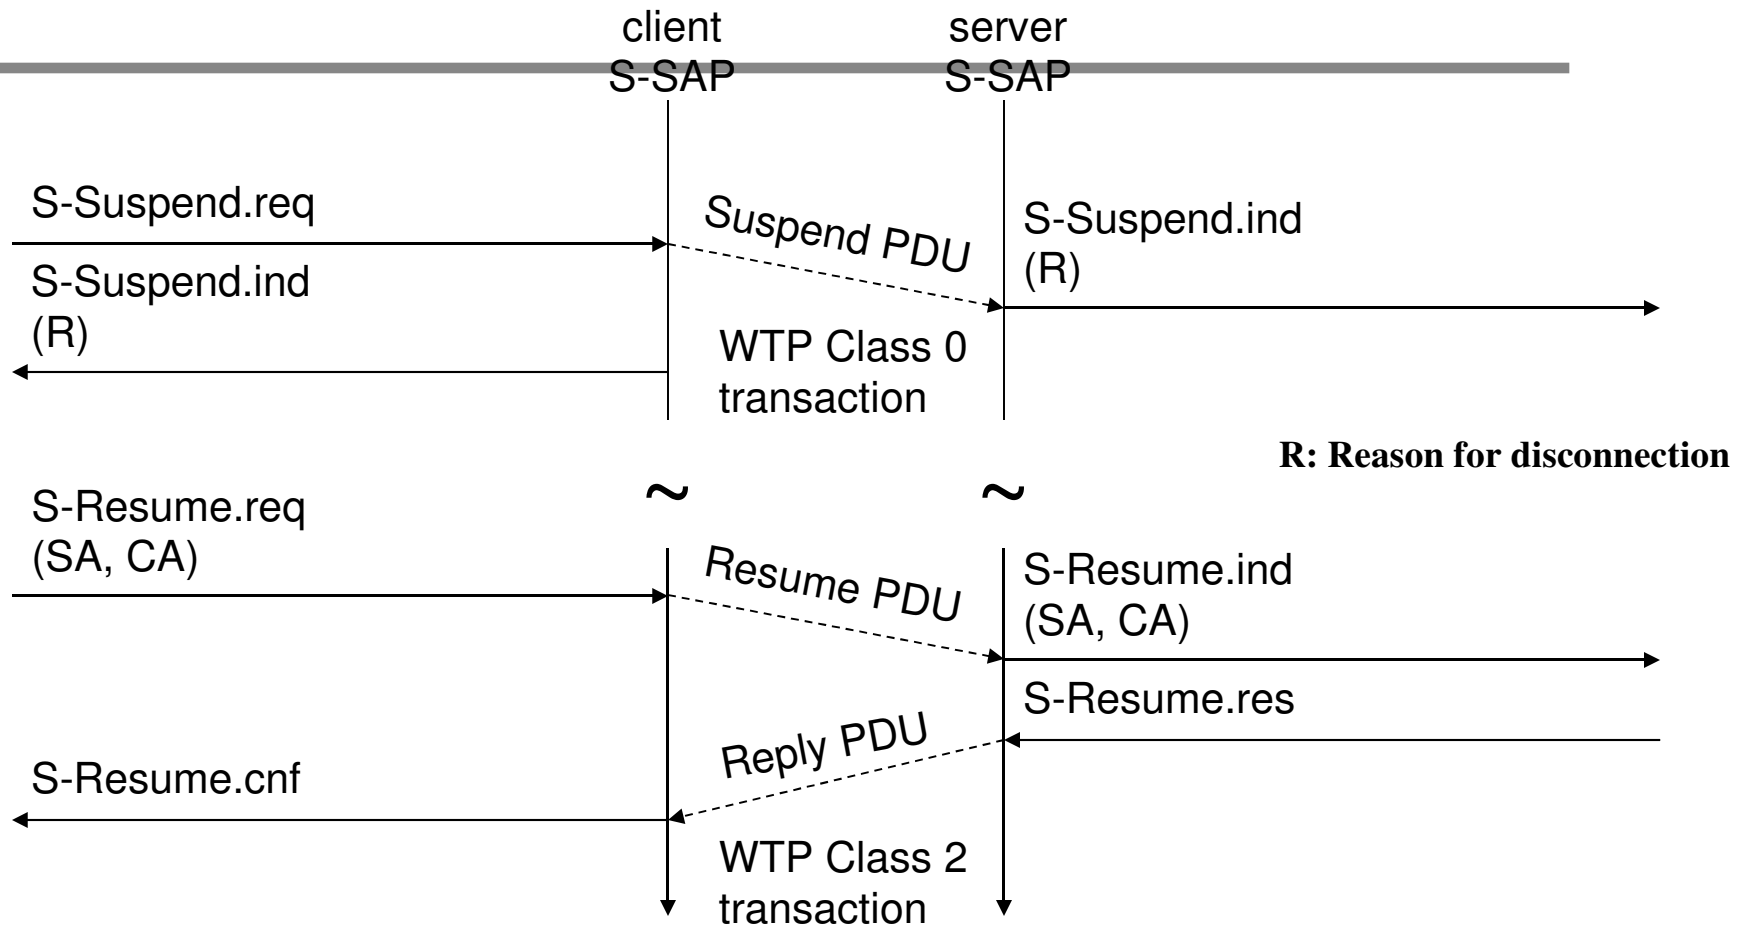 client
S-SAP
server
S-SAP
S-Suspend.req
Suspend PDU
S-Suspend.ind
(R)
S-Suspend.ind
(R)
WTP Class 0
transaction
R: Reason for disconnection
~ ~
S-Resume.req
(SA, CA)
Resume PDU
S-Resume.ind
(SA, CA)
S-Resume.res
Reply PDU
S-Resume.cnf
WTP Class 2
transaction